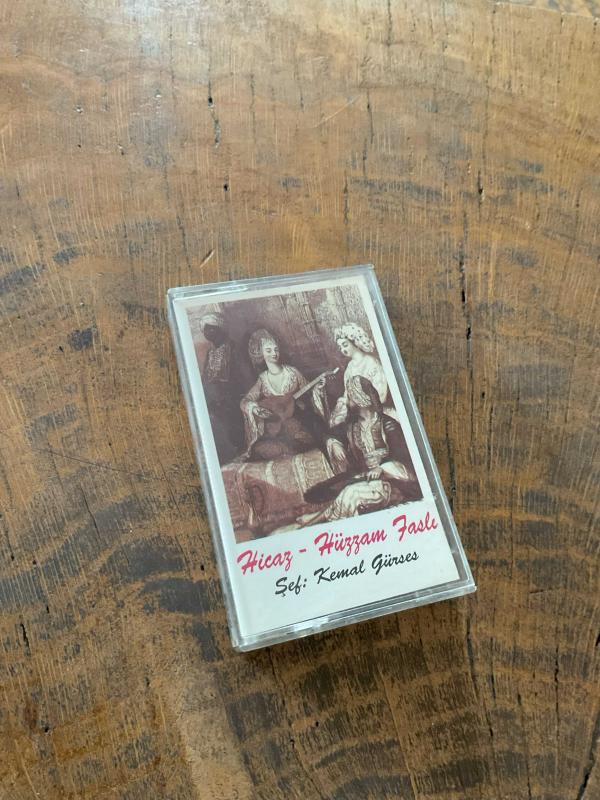 Hicaz - Hüzzam Faslı
Şef: Kemal Gürses